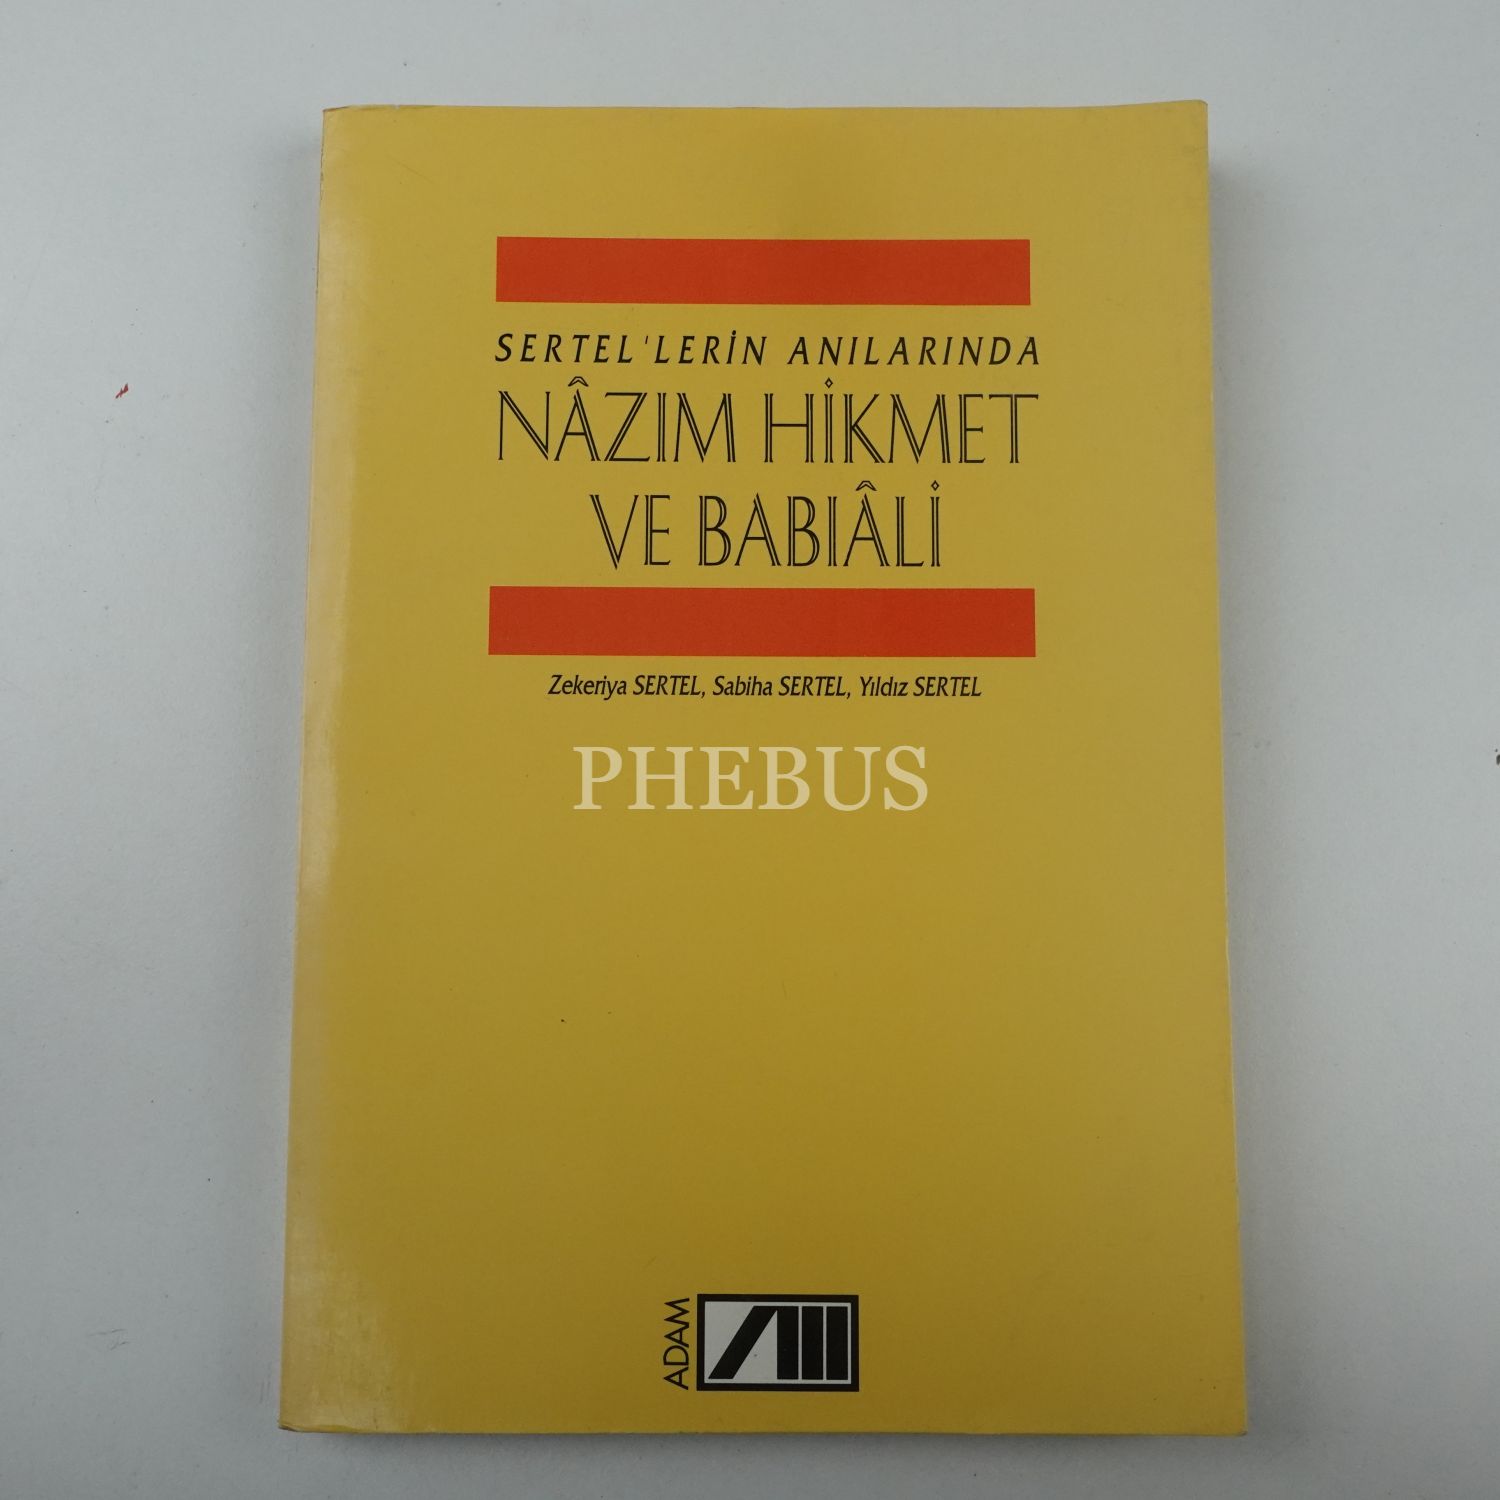 SERTEL'LERİN ANILARINDA
NÂZIM HİKMET
VE BABIÂLİ
Zekeriya SERTEL, Sabiha SERTEL, Yıldız SERTEL
PHEBUS
ADAM